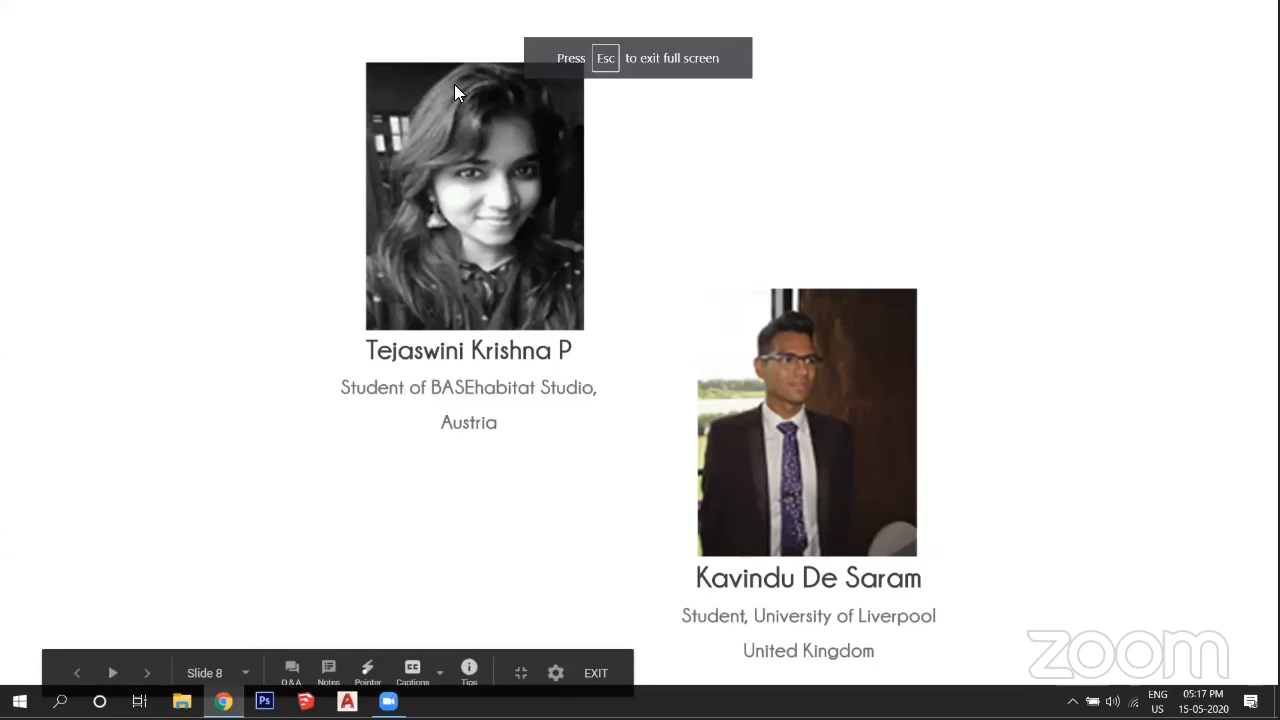 Press Esc to exit full screen
Tejaswini Krishna P
Student of BASEhabitat Studio,
Austria
Kavindu De Saram
Student, University of Liverpool
United Kingdom
zoom
Slide 8
Q & A
Notes
Pointer
Captions
Tips
EXIT
Ps
A
ENG
US
05:17 PM
15-05-2020